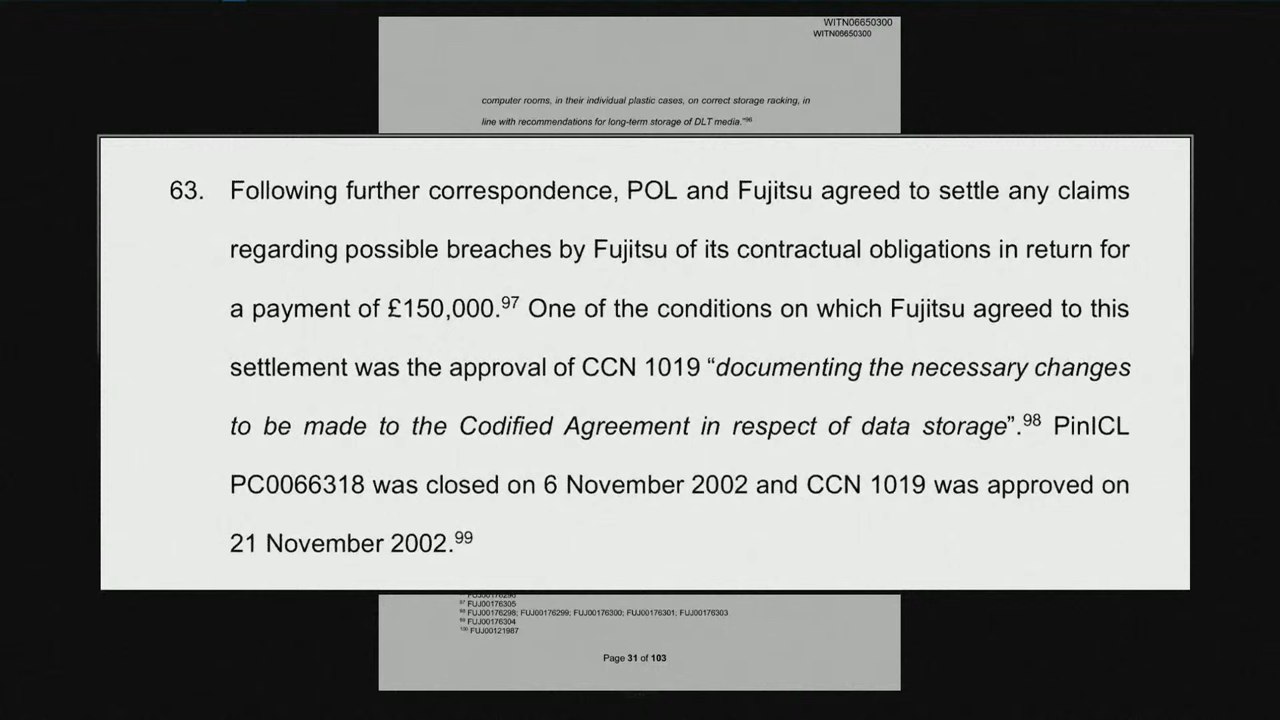 WITN06650300
WITN06650300
computer rooms, in their individual plastic cases, on correct storage racking, in
line with recommendations for long-term storage of DLT media."96
63. Following further correspondence, POL and Fujitsu agreed to settle any claims
regarding possible breaches by Fujitsu of its contractual obligations in return for
a payment of £150,000.97 One of the conditions on which Fujitsu agreed to this
settlement was the approval of CCN 1019 “documenting the necessary changes
to be made to the Codified Agreement in respect of data storage”.98 PinICL
PC0066318 was closed on 6 November 2002 and CCN 1019 was approved on
21 November 2002.99
97 FUJ00176305
98 FUJ00176298; FUJ00176299; FUJ00176300; FUJ00176301; FUJ00176303
99 FUJ00176304
100 FUJ00121987
Page 31 of 103